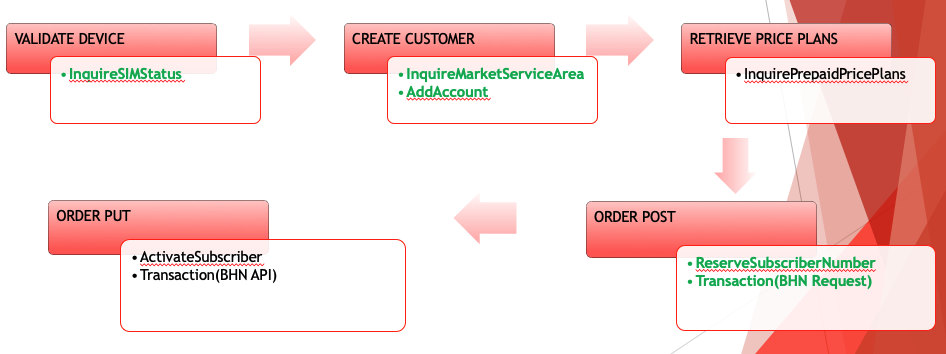 VALIDATE DEVICE
• InquireSIMStatus
CREATE CUSTOMER
• InquireMarketServiceArea
• AddAccount
RETRIEVE PRICE PLANS
• InquirePrepaidPricePlans
ORDER POST
• ReserveSubscriberNumber
• Transaction(BHN Request)
ORDER PUT
• ActivateSubscriber
• Transaction(BHN API)